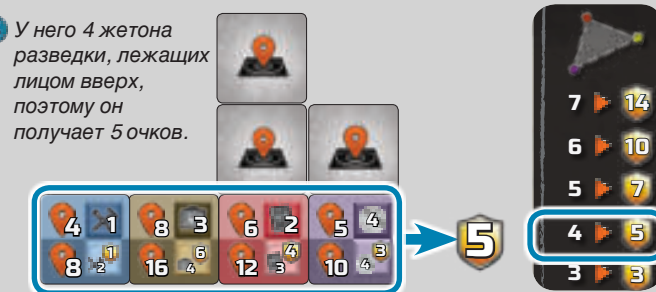 У него 4 жетона
разведки, лежащих
лицом вверх,
поэтому он
получает 5 очков.
4 1 8 3 6 2 5 4
8 2 1 16 4 6 12 3 4 10 4 3
5
7 14
6 10
5 7
4 5
3 3